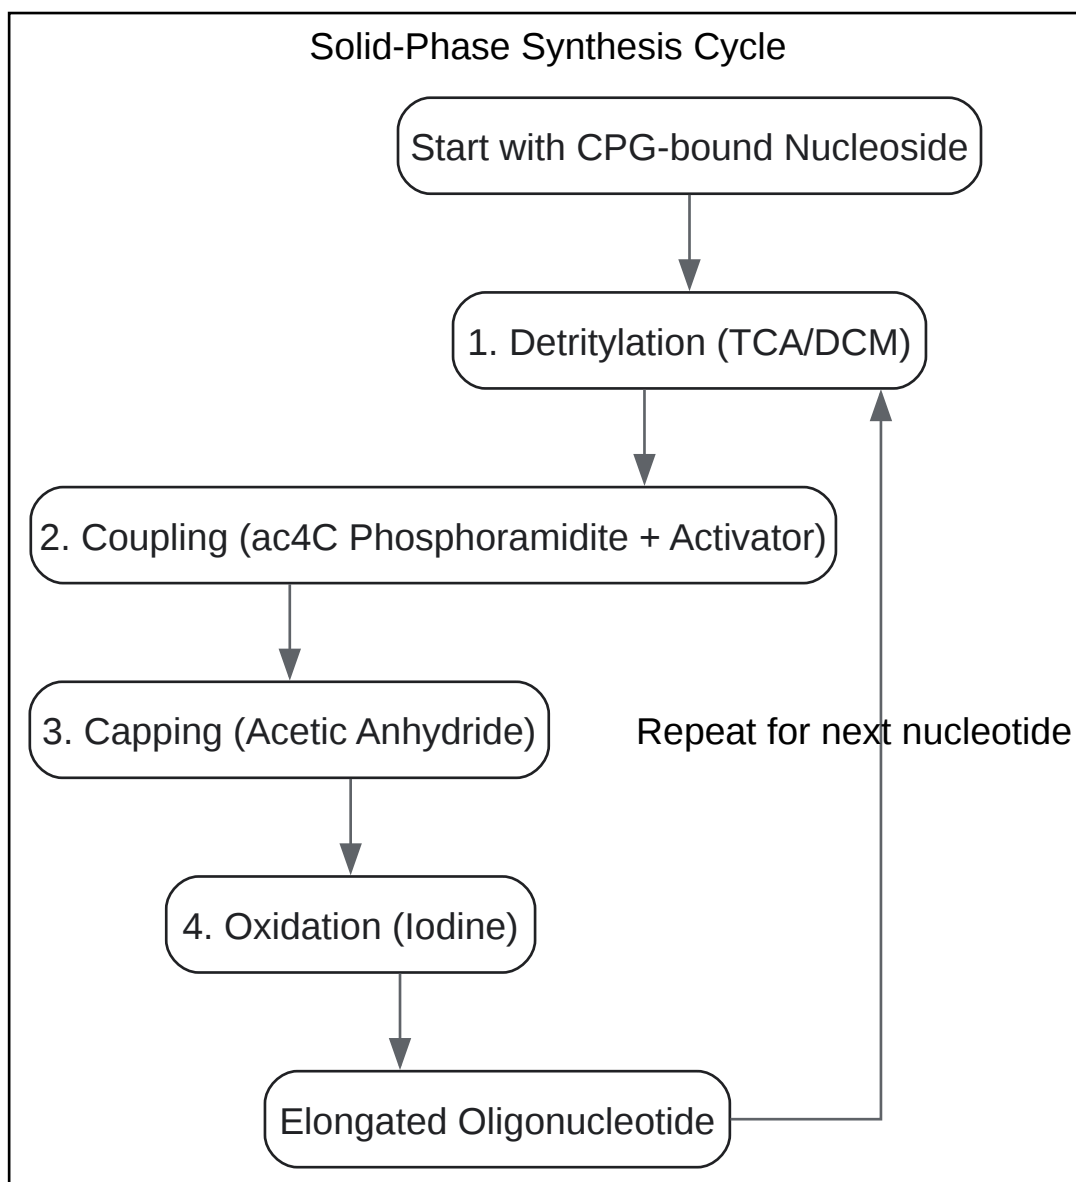 Solid-Phase Synthesis Cycle
Start with CPG-bound Nucleoside
1. Detritylation (TCA/DCM)
2. Coupling (ac4C Phosphoramidite + Activator)
3. Capping (Acetic Anhydride)
Repeat for next nucleotide
4. Oxidation (Iodine)
Elongated Oligonucleotide